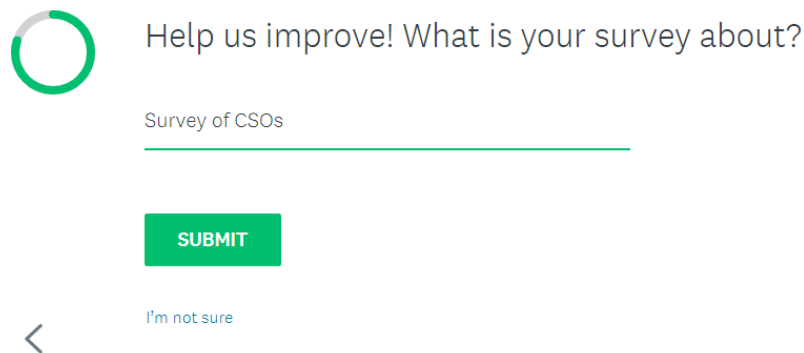 Help us improve! What is your survey about?
Survey of CSOs
SUBMIT
I'm not sure